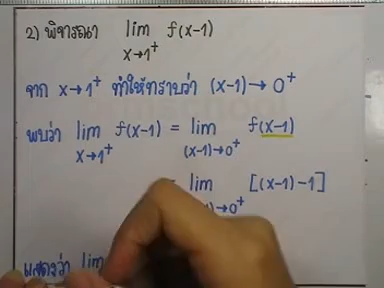 2) พิจารณา lim f(x-1)
x→1⁺
จาก x→1⁺ ทำให้ทราบว่า (x-1)→0⁺
พบว่า lim f(x-1) = lim f(x-1)
x→1⁺ (x-1)→0⁺
= lim [(x-1)-1]
→0⁺
แสดงว่า lim